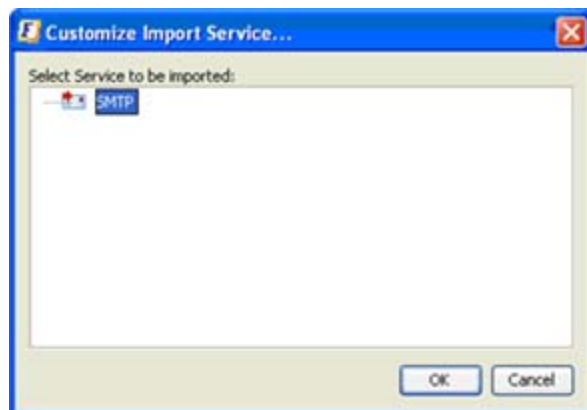 Customize Import Service...
Select Service to be imported:
SMTP
OK
Cancel